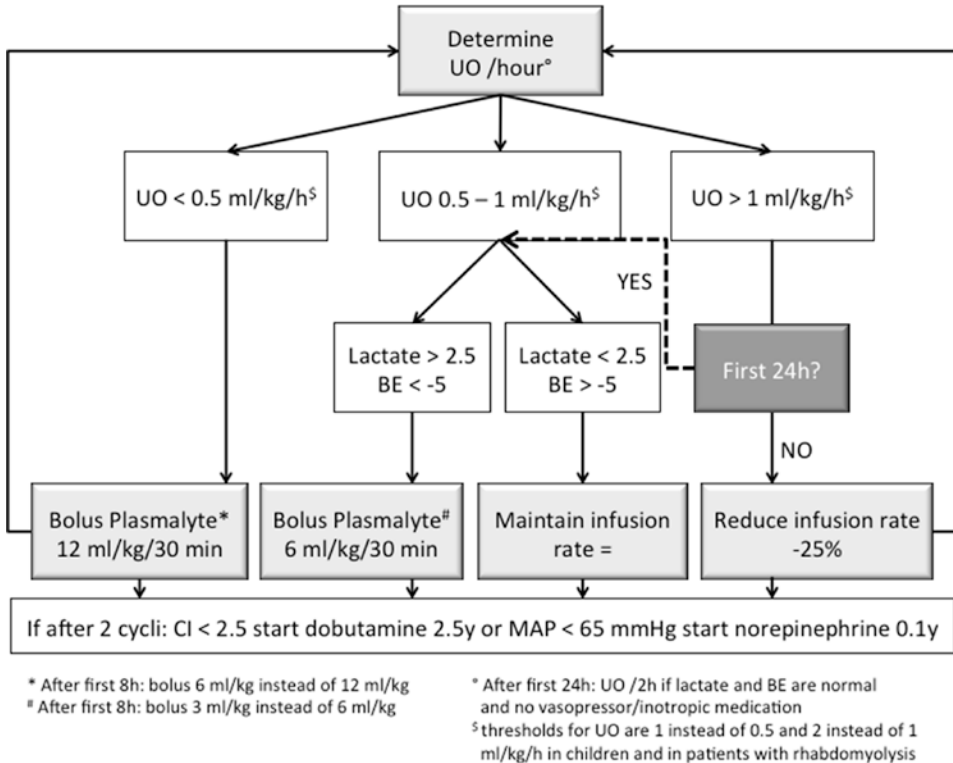 Determine
UO /hour°
UO < 0.5 ml/kg/h$
UO 0.5 – 1 ml/kg/h$
UO > 1 ml/kg/h$
YES
Lactate > 2.5
BE < -5
Lactate < 2.5
BE > -5
First 24h?
NO
Bolus Plasmalyte*
12 ml/kg/30 min
Bolus Plasmalyte#
6 ml/kg/30 min
Maintain infusion
rate =
Reduce infusion rate
-25%
If after 2 cycli: CI < 2.5 start dobutamine 2.5y or MAP < 65 mmHg start norepinephrine 0.1y
* After first 8h: bolus 6 ml/kg instead of 12 ml/kg
# After first 8h: bolus 3 ml/kg instead of 6 ml/kg
° After first 24h: UO /2h if lactate and BE are normal
and no vasopressor/inotropic medication
$ thresholds for UO are 1 instead of 0.5 and 2 instead of 1
ml/kg/h in children and in patients with rhabdomyolysis